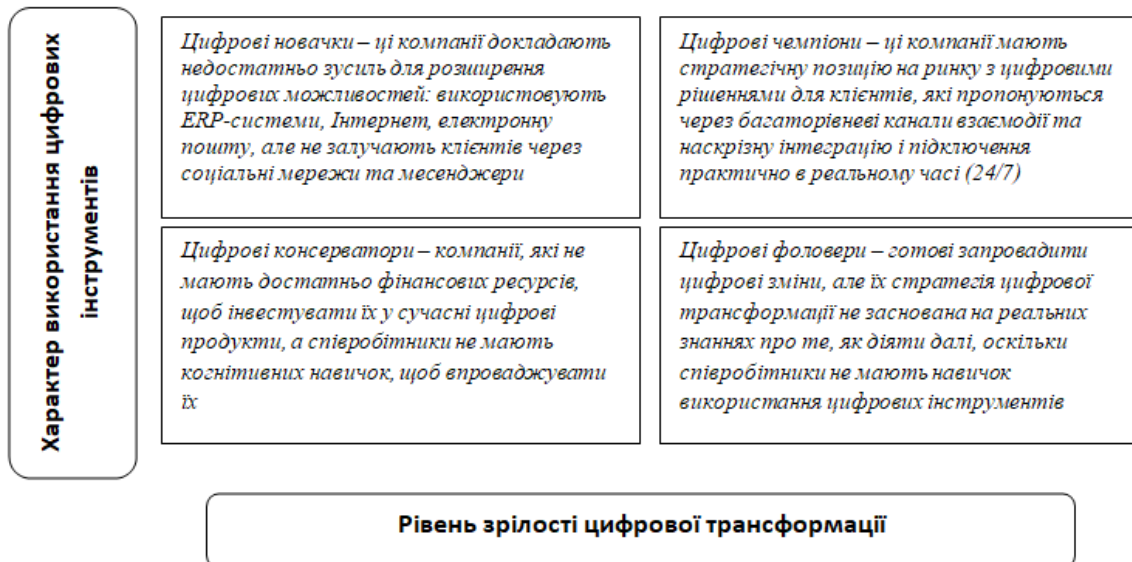 Характер використання цифрових
інструментів
Цифрові новачки – ці компанії докладають
недостатньо зусиль для розширення
цифрових можливостей: використовують
ERP-системи, Інтернет, електронну
пошту, але не залучають клієнтів через
соціальні мережи та месенджери
Цифрові чемпіони – ці компанії мають
стратегічну позицію на ринку з цифровими
рішеннями для клієнтів, які пропонуються
через багаторівневі канали взаємодії та
наскрізну інтеграцію і підключення
практично в реальному часі (24/7)
Цифрові консерватори – компанії, які не
мають достатньо фінансових ресурсів,
щоб інвестувати їх у сучасні цифрові
продукти, а співробітники не мають
когнітивних навичок, щоб впроваджувати
їх
Цифрові фоловери – готові запровадити
цифрові зміни, але їх стратегія цифрової
трансформації не заснована на реальних
знаннях про те, як діяти далі, оскільки
співробітники не мають навичок
використання цифрових інструментів
Рівень зрілості цифрової трансформації